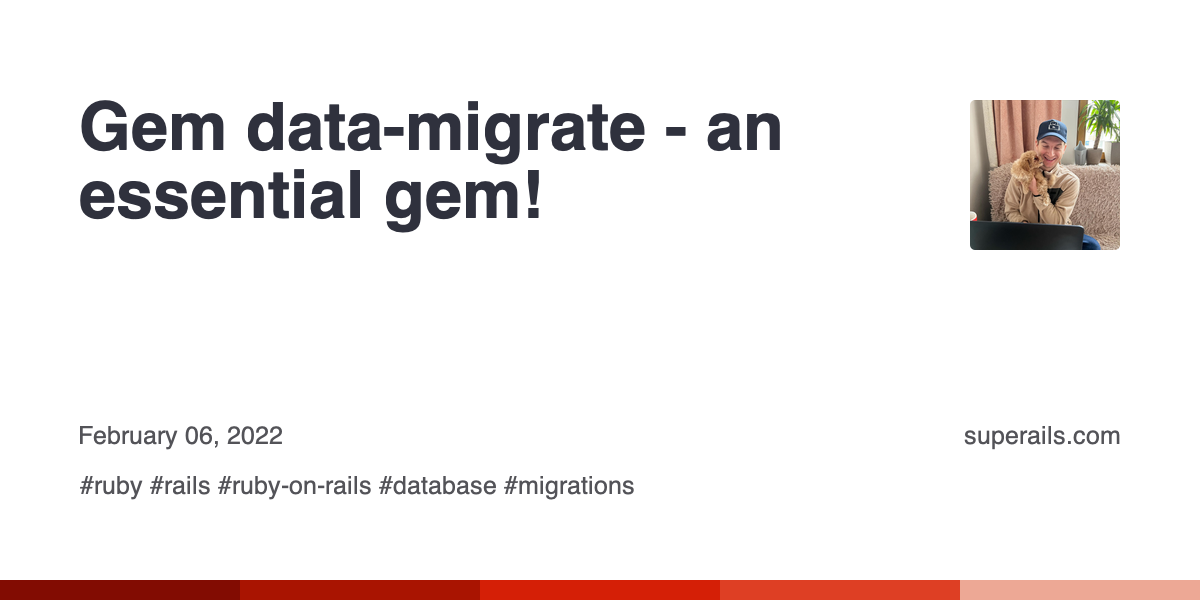 Gem data-migrate - an
essential gem!
February 06, 2022
superails.com
#ruby #rails #ruby-on-rails #database #migrations